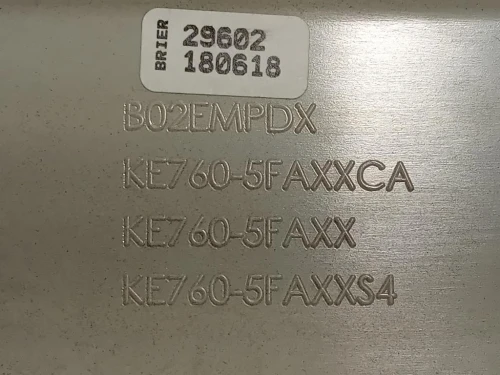 BRIER
29602
180618
B02EMPDX
KE760-5FAXXCA
KE760-5FAXX
KE760-5FAXXS4